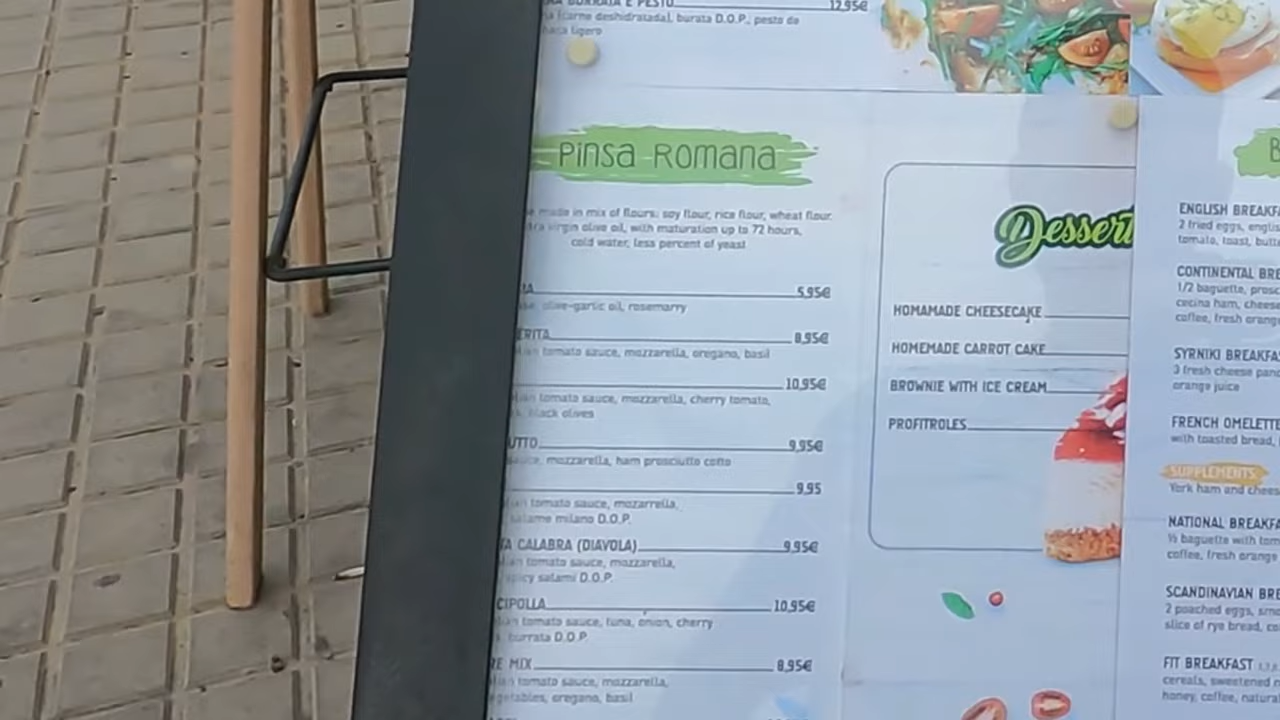 BURRATA E PESTO 12,95€
(carne deshidratada), burata D.O.P., pesto de
ligero
Pinsa Romana
made in mix of flours: soy flour, rice flour, wheat flour.
virgin olive oil, with maturation up to 72 hours,
cold water, less percent of yeast
5,95€
olive-garlic oil, rosemarry
8,95€
tomato sauce, mozzarella, oregano, basil
10,95€
tomato sauce, mozzarella, cherry tomato,
black olives
9,95€
sauce, mozzarella, ham prosciutto cotto
9,95
tomato sauce, mozarrella,
salame milano D.O.P.
CALABRA (DIAVOLA) 9,95€
tomato sauce, mozzarella,
spicy salami D.O.P.
CIPOLLA 10,95€
tomato sauce, tuna, onion, cherry
burrata D.O.P
MIX 8,95€
tomato sauce, mozzarella,
oregano, basil
Dessert
HOMAMADE CHEESECAKE
HOMEMADE CARROT CAKE
BROWNIE WITH ICE CREAM
PROFITROLES
B
ENGLISH BREAKFA
2 fried eggs, englis
tomato, toast, butt
CONTINENTAL BRE
1/2 baguette, prosc
cecina ham, cheese
coffee, fresh orang
SYRNIKI BREAKFA
3 fresh cheese panc
orange juice
FRENCH OMELETTE
with toasted bread,
SUPPLEMENTS
York ham and chees
NATIONAL BREAKFA
½ baguette with tom
coffee, fresh orange
SCANDINAVIAN BRE
2 poached eggs, smo
slice of rye bread, co
FIT BREAKFAST
cereals, sweetened
honey, coffee, natura